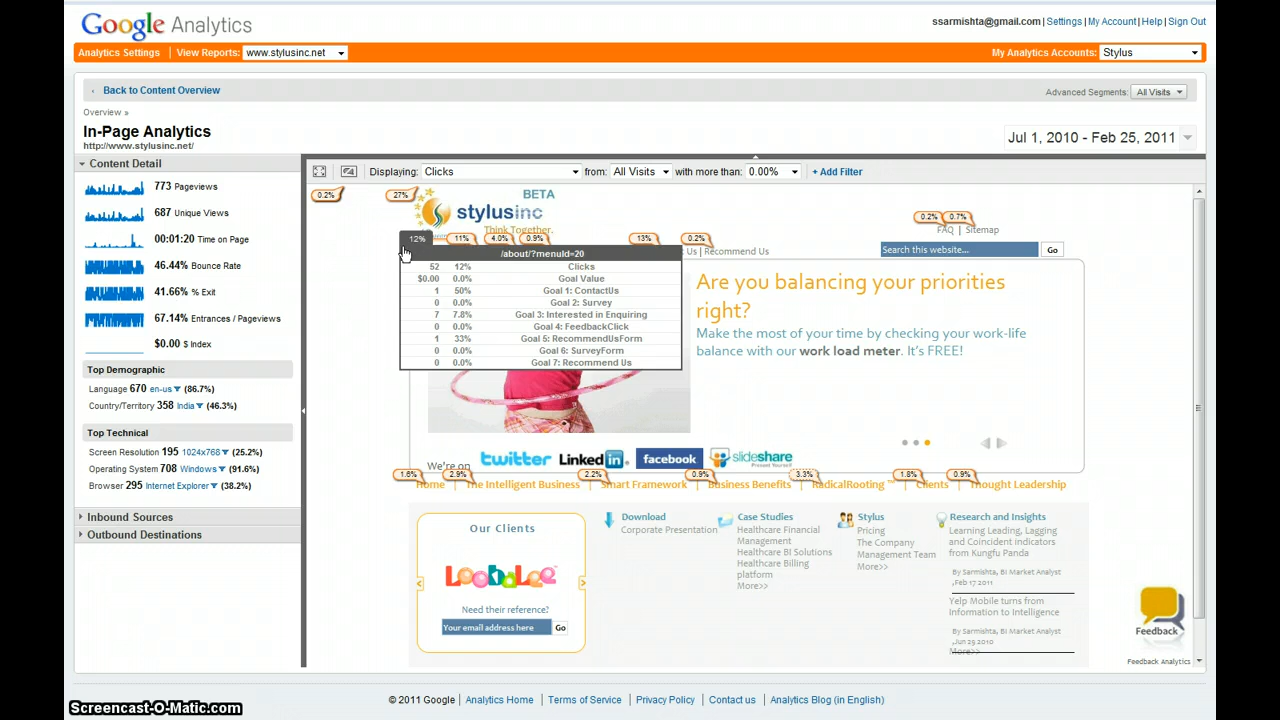 Google Analytics
ssarmishta@gmail.com | Settings | My Account | Help | Sign Out
Analytics Settings | View Reports: www.stylusinc.net
My Analytics Accounts: Stylus
Back to Content Overview
Advanced Segments: All Visits
Overview »
In-Page Analytics
http://www.stylusinc.net/
Jul 1, 2010 - Feb 25, 2011
Content Detail
773 Pageviews
687 Unique Views
00:01:20 Time on Page
46.44% Bounce Rate
41.66% % Exit
67.14% Entrances / Pageviews
$0.00 $ Index
Top Demographic
Language 670 en-us (86.7%)
Country/Territory 358 India (46.3%)
Top Technical
Screen Resolution 195 1024x768 (25.2%)
Operating System 708 Windows (91.6%)
Browser 295 Internet Explorer (38.2%)
Inbound Sources
Outbound Destinations
Displaying: Clicks from: All Visits with more than: 0.00% + Add Filter
0.2% 27% BETA
stylusinc
Think Together.
0.2% 0.7%
FAQ | Sitemap
12% 11% 4.0% 0.9% 13% 0.2%
Us | Recommend Us
Search this website... Go
/about/?menuId=20
52 12% Clicks
$0.00 0.0% Goal Value
1 50% Goal 1: ContactUs
0 0.0% Goal 2: Survey
7 7.8% Goal 3: Interested in Enquiring
0 0.0% Goal 4: FeedbackClick
1 33% Goal 5: RecommendUsForm
0 0.0% Goal 6: SurveyForm
0 0.0% Goal 7: Recommend Us
Are you balancing your priorities
right?
Make the most of your time by checking your work-life
balance with our work load meter. It's FREE!
We're on twitter Linked in. facebook slideshare
Present Yourself
1.6% 2.9% 2.2% 0.9% 3.3% 1.8% 0.9%
Home | The Intelligent Business | Smart Framework | Business Benefits | RadicalRooting ™ | Clients | Thought Leadership
Our Clients
Loobalee
Need their reference?
Your email address here Go
Download
Corporate Presentation
Case Studies
Healthcare Financial
Management
Healthcare BI Solutions
Healthcare Billing
platform
More>>
Stylus
Pricing
The Company
Management Team
More>>
Research and Insights
Learning Leading, Lagging
and Coincident Indicators
from Kungfu Panda
By Sarmishta, BI Market Analyst
,Feb 17 2011
Yelp Mobile turns from
Information to Intelligence
By Sarmishta, BI Market Analyst
,Jun 29 2010
More>>
Feedback
Feedback Analytics
© 2011 Google | Analytics Home | Terms of Service | Privacy Policy | Contact us | Analytics Blog (in English)
Screencast-O-Matic.com